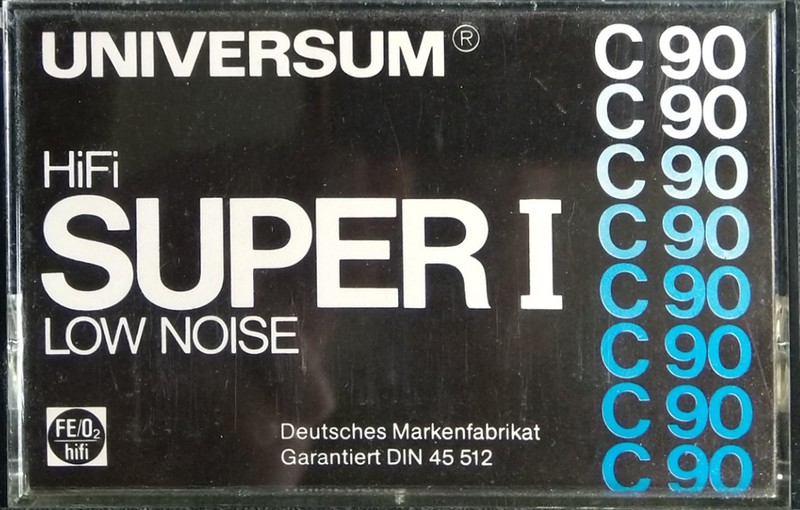 UNIVERSUM®
HiFi
SUPER I
LOW NOISE
FE/O₂
hifi
Deutsches Markenfabrikat
Garantiert DIN 45 512
C 90
C 90
C 90
C 90
C 90
C 90
C 90
C 90